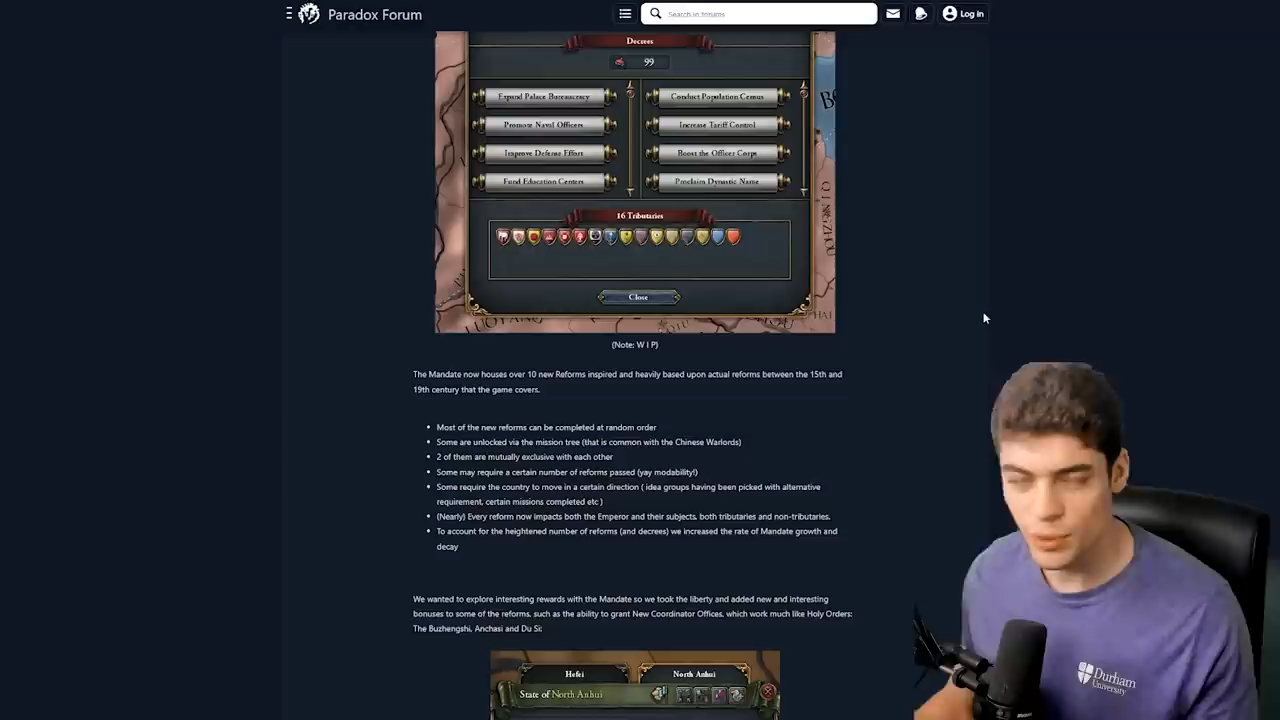 Paradox Forum
Search in forums
Log in
Decrees
99
Expand Palace Bureaucracy
Conduct Population Census
Promote Naval Officers
Increase Tariff Control
Improve Defense Effort
Boost the Officer Corps
Fund Education Centers
Proclaim Dynastic Name
16 Tributaries
Close
(Note: W I P)
The Mandate now houses over 10 new Reforms inspired and heavily based upon actual reforms between the 15th and
19th century that the game covers.
Most of the new reforms can be completed at random order
Some are unlocked via the mission tree (that is common with the Chinese Warlords)
2 of them are mutually exclusive with each other
Some may require a certain number of reforms passed (yay modability!)
Some require the country to move in a certain direction ( idea groups having been picked with alternative
requirement, certain missions completed etc )
(Nearly) Every reform now impacts both the Emperor and their subjects, both tributaries and non-tributaries.
To account for the heightened number of reforms (and decrees) we increased the rate of Mandate growth and
decay
We wanted to explore interesting rewards with the Mandate so we took the liberty and added new and interesting
bonuses to some of the reforms, such as the ability to grant New Coordinator Offices, which work much like Holy Orders:
The Buzhengshi, Anchasi and Du Si:
Hefei
North Anhui
State of North Anhui
Durham
University